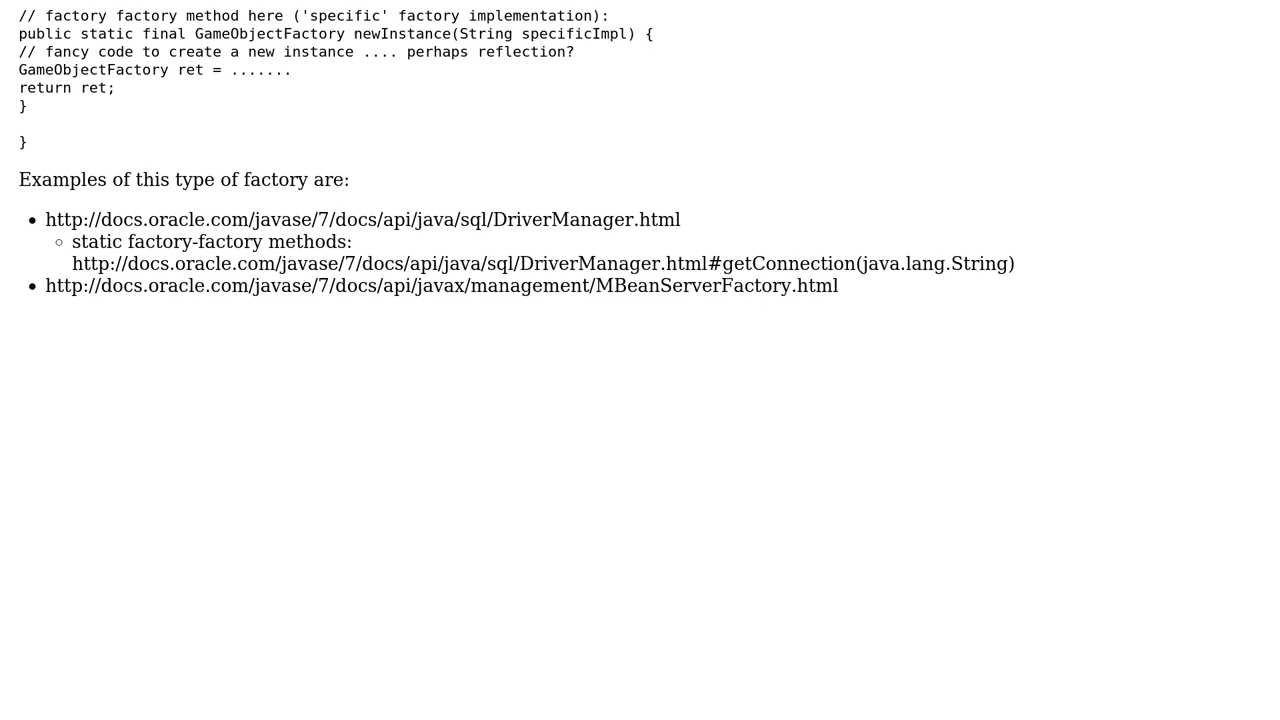 // factory factory method here ('specific' factory implementation):
public static final GameObjectFactory newInstance(String specificImpl) {
// fancy code to create a new instance .... perhaps reflection?
GameObjectFactory ret = .......
return ret;
}
}
Examples of this type of factory are:
• http://docs.oracle.com/javase/7/docs/api/java/sql/DriverManager.html
◦ static factory-factory methods:
http://docs.oracle.com/javase/7/docs/api/java/sql/DriverManager.html#getConnection(java.lang.String)
• http://docs.oracle.com/javase/7/docs/api/javax/management/MBeanServerFactory.html